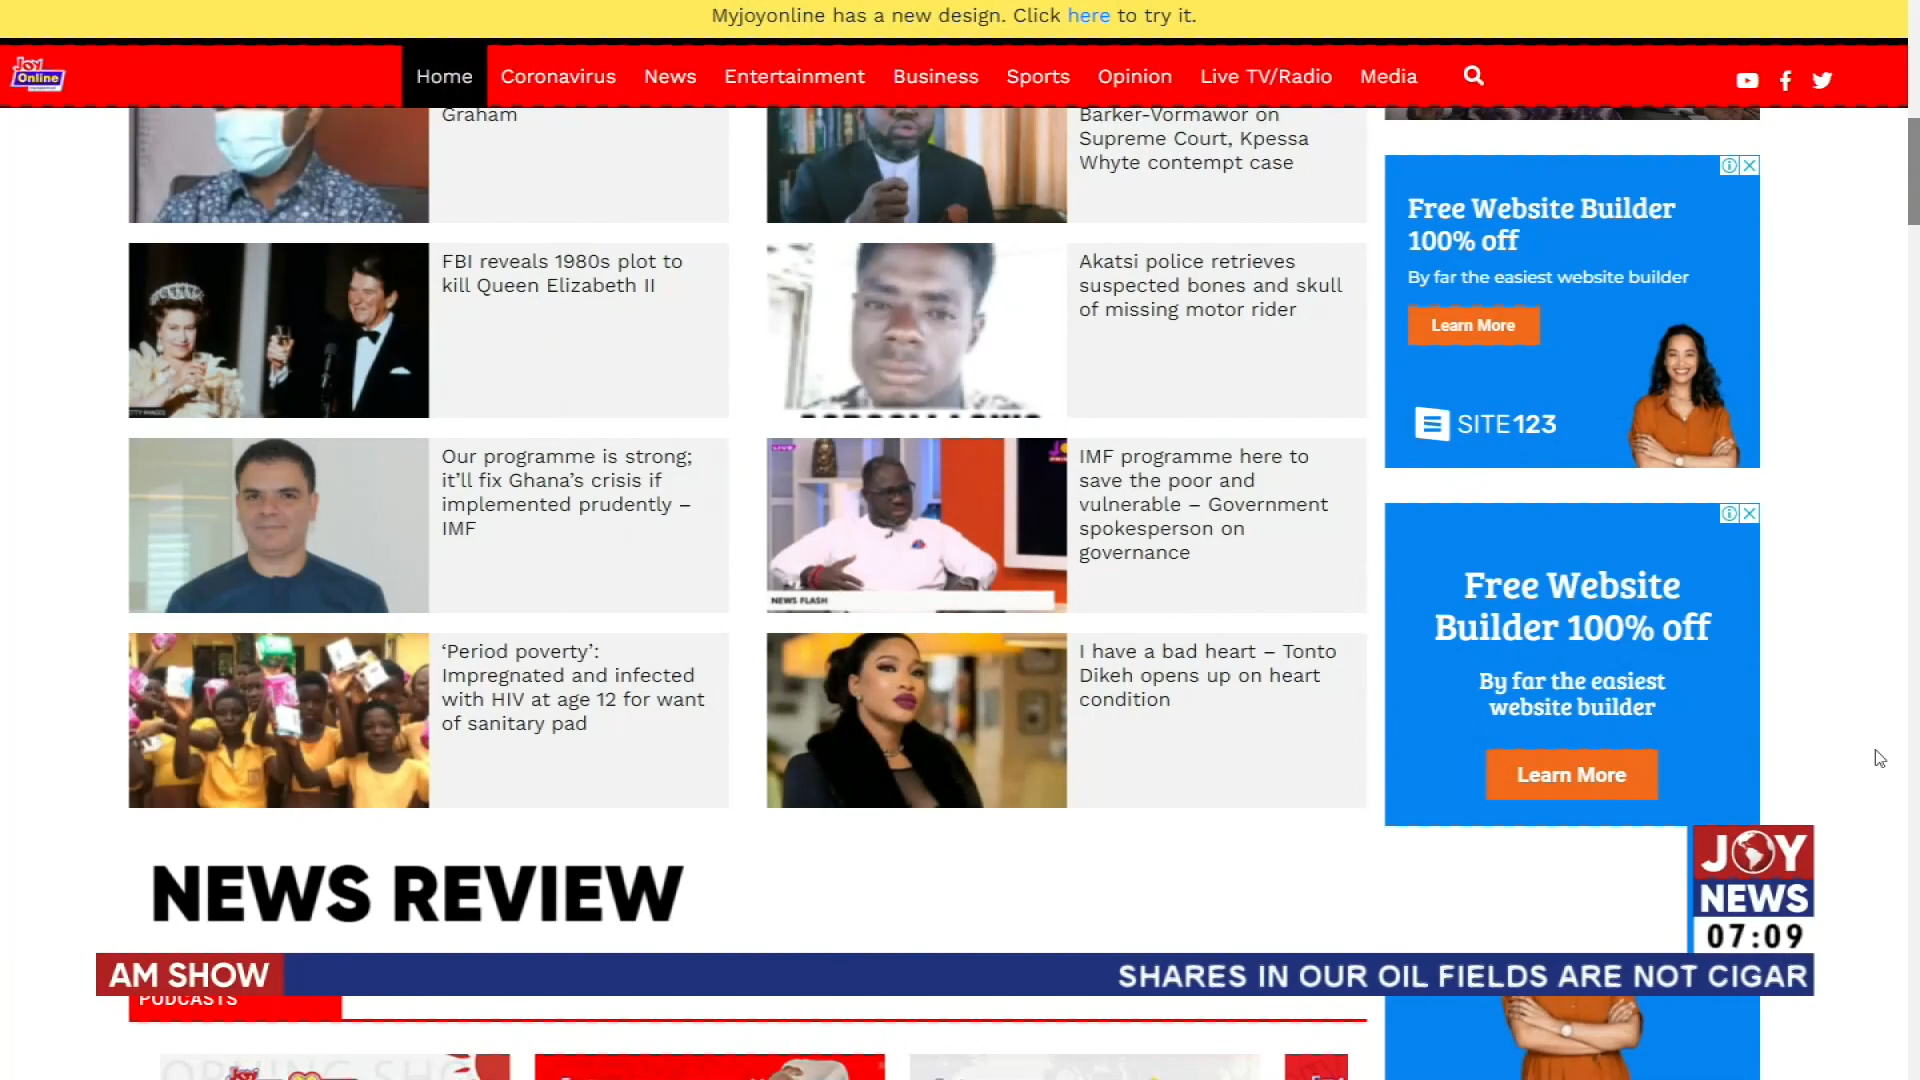 Myjoyonline has a new design. Click here to try it.
JOY
Online
Home
Coronavirus
News
Entertainment
Business
Sports
Opinion
Live TV/Radio
Media
Graham
Barker-Vormawor on
Supreme Court, Kpessa
Whyte contempt case
FBI reveals 1980s plot to
kill Queen Elizabeth II
Akatsi police retrieves
suspected bones and skull
of missing motor rider
Our programme is strong;
it’ll fix Ghana’s crisis if
implemented prudently –
IMF
NEWS FLASH
IMF programme here to
save the poor and
vulnerable – Government
spokesperson on
governance
‘Period poverty’:
Impregnated and infected
with HIV at age 12 for want
of sanitary pad
I have a bad heart – Tonto
Dikeh opens up on heart
condition
Free Website Builder
100% off
By far the easiest website builder
Learn More
SITE123
Free Website
Builder 100% off
By far the easiest
website builder
Learn More
NEWS REVIEW
JOY
NEWS
07:09
AM SHOW
SHARES IN OUR OIL FIELDS ARE NOT CIGAR
PODCASTS